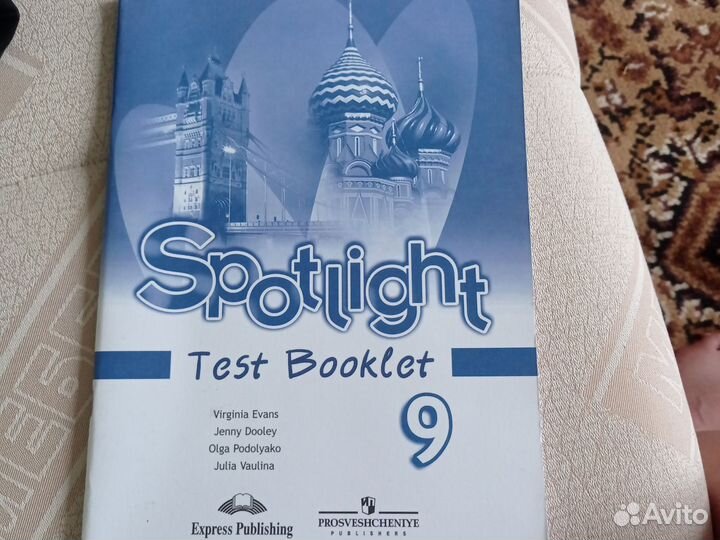 Spotlight
Test Booklet
9
Virginia Evans
Jenny Dooley
Olga Podolyako
Julia Vaulina
Express Publishing
PROSVESHCHENIYE
PUBLISHERS
Avito